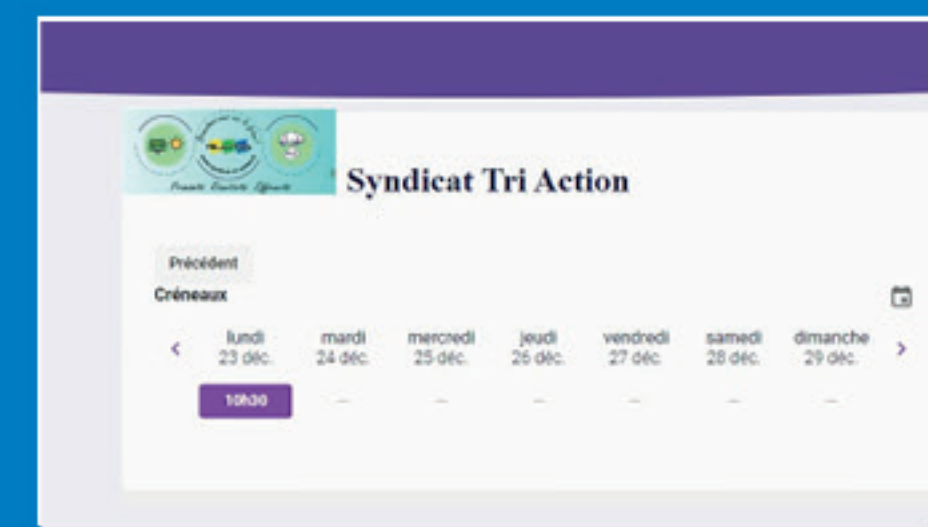 Syndicat Tri Action
Précédent
Créneaux
lundi mardi mercredi jeudi vendredi samedi dimanche
23 déc. 24 déc. 25 déc. 26 déc. 27 déc. 28 déc. 29 déc.
10h30 — — — — — —